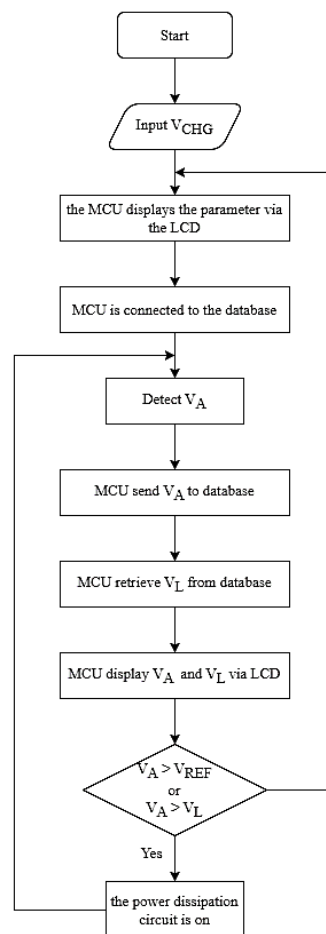 Start
Input VCHG
the MCU displays the parameter via
the LCD
MCU is connected to the database
Detect VA
MCU send VA to database
MCU retrieve VL from database
MCU display VA and VL via LCD
VA > VREF
or
VA > VL
Yes
the power dissipation
circuit is on